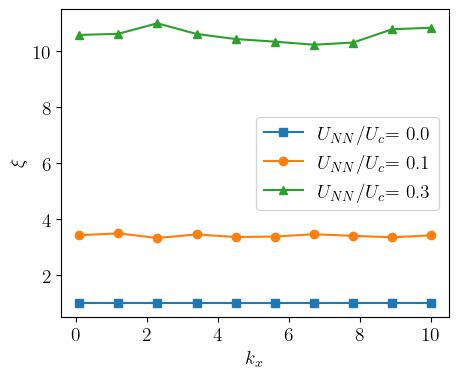 10
8
6
4
2
ξ
U_{NN}/U_c= 0.0
U_{NN}/U_c= 0.1
U_{NN}/U_c= 0.3
0 2 4 6 8 10
k_x